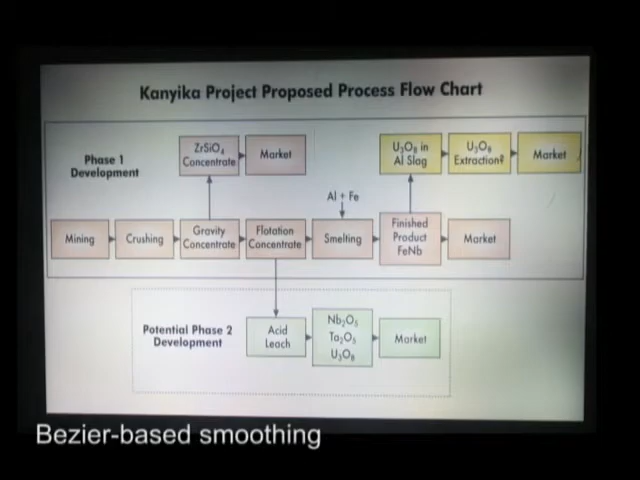 Kanyika Project Proposed Process Flow Chart
Phase 1
Development
ZrSiO₄
Concentrate
Market
U₃O₈ in
Al Slag
U₃O₈
Extraction?
Market
Al + Fe
Mining
Crushing
Gravity
Concentrate
Flotation
Concentrate
Smelting
Finished
Product
FeNb
Market
Potential Phase 2
Development
Acid
Leach
Nb₂O₅
Ta₂O₅
U₃O₈
Market
Bezier-based smoothing